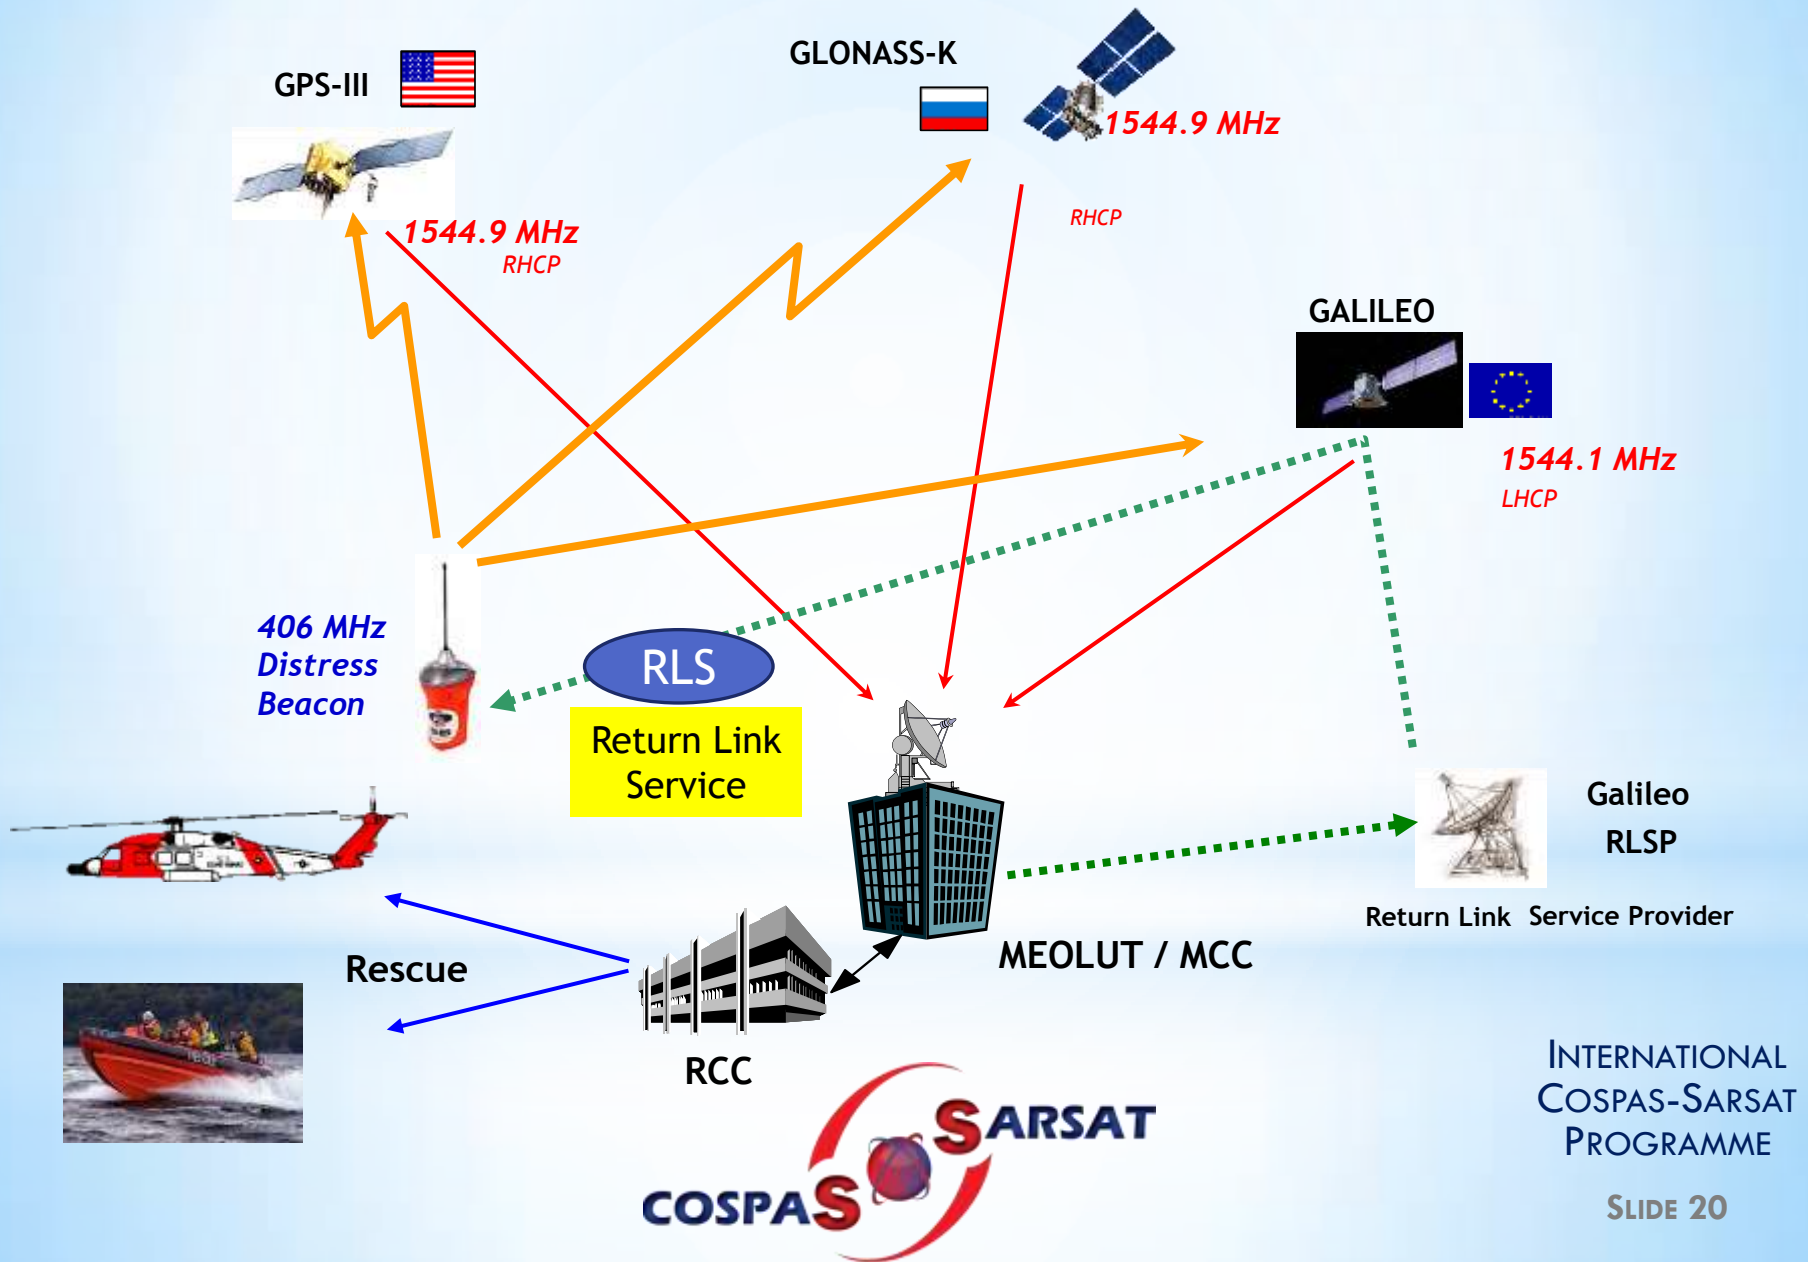 GPS-III
GLONASS-K
1544.9 MHz
RHCP
1544.9 MHz
RHCP
GALILEO
1544.1 MHz
LHCP
406 MHz
Distress
Beacon
RLS
Return Link
Service
Galileo
RLSP
Return Link Service Provider
MEOLUT / MCC
Rescue
RCC
COSPAS SARSAT
INTERNATIONAL
COSPAS-SARSAT
PROGRAMME
SLIDE 20